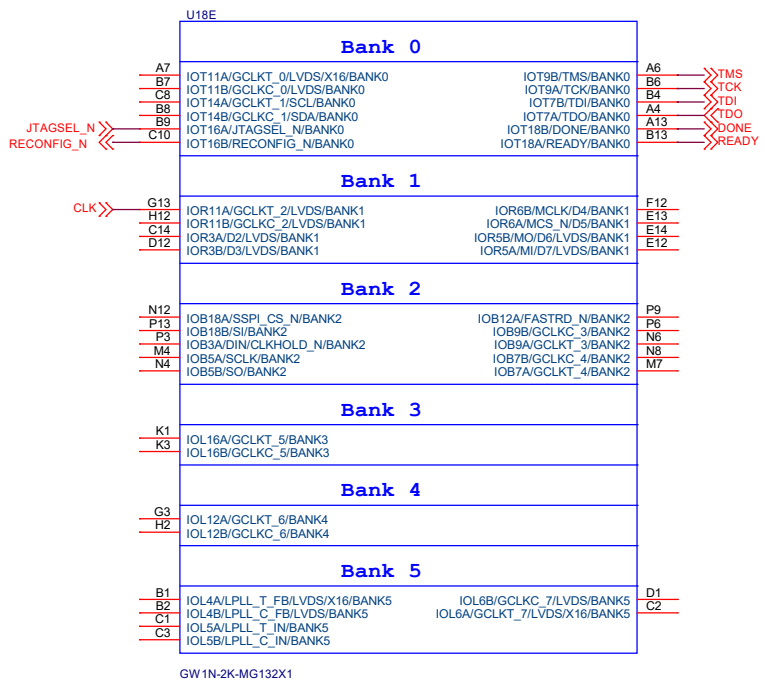 U18E
Bank 0
A7 IOT11A/GCLKT_0/LVDS/X16/BANK0 IOT9B/TMS/BANK0 A6 TMS
B7 IOT11B/GCLKC_0/LVDS/BANK0 IOT9A/TCK/BANK0 B6 TCK
C8 IOT14A/GCLKT_1/SCL/BANK0 IOT7B/TDI/BANK0 B4 TDI
B8 IOT14B/GCLKC_1/SDA/BANK0 IOT7A/TDO/BANK0 A4 TDO
JTAGSEL_N B9 IOT16A/JTAGSEL_N/BANK0 IOT18B/DONE/BANK0 A13 DONE
RECONFIG_N C10 IOT16B/RECONFIG_N/BANK0 IOT18A/READY/BANK0 B13 READY
Bank 1
CLK G13 IOR11A/GCLKT_2/LVDS/BANK1 IOR6B/MCLK/D4/BANK1 F12
H12 IOR11B/GCLKC_2/LVDS/BANK1 IOR6A/MCS_N/D5/BANK1 E13
C14 IOR3A/D2/LVDS/BANK1 IOR5B/MO/D6/LVDS/BANK1 E14
D12 IOR3B/D3/LVDS/BANK1 IOR5A/MI/D7/LVDS/BANK1 E12
Bank 2
N12 IOB18A/SSPI_CS_N/BANK2 IOB12A/FASTRD_N/BANK2 P9
P13 IOB18B/SI/BANK2 IOB9B/GCLKC_3/BANK2 P6
P3 IOB3A/DIN/CLKHOLD_N/BANK2 IOB9A/GCLKT_3/BANK2 N6
M4 IOB5A/SCLK/BANK2 IOB7B/GCLKC_4/BANK2 N8
N4 IOB5B/SO/BANK2 IOB7A/GCLKT_4/BANK2 M7
Bank 3
K1 IOL16A/GCLKT_5/BANK3
K3 IOL16B/GCLKC_5/BANK3
Bank 4
G3 IOL12A/GCLKT_6/BANK4
H2 IOL12B/GCLKC_6/BANK4
Bank 5
B1 IOL4A/LPLL_T_FB/LVDS/X16/BANK5 IOL6B/GCLKC_7/LVDS/BANK5 D1
B2 IOL4B/LPLL_C_FB/LVDS/BANK5 IOL6A/GCLKT_7/LVDS/X16/BANK5 C2
C1 IOL5A/LPLL_T_IN/BANK5
C3 IOL5B/LPLL_C_IN/BANK5
GW1N-2K-MG132X1